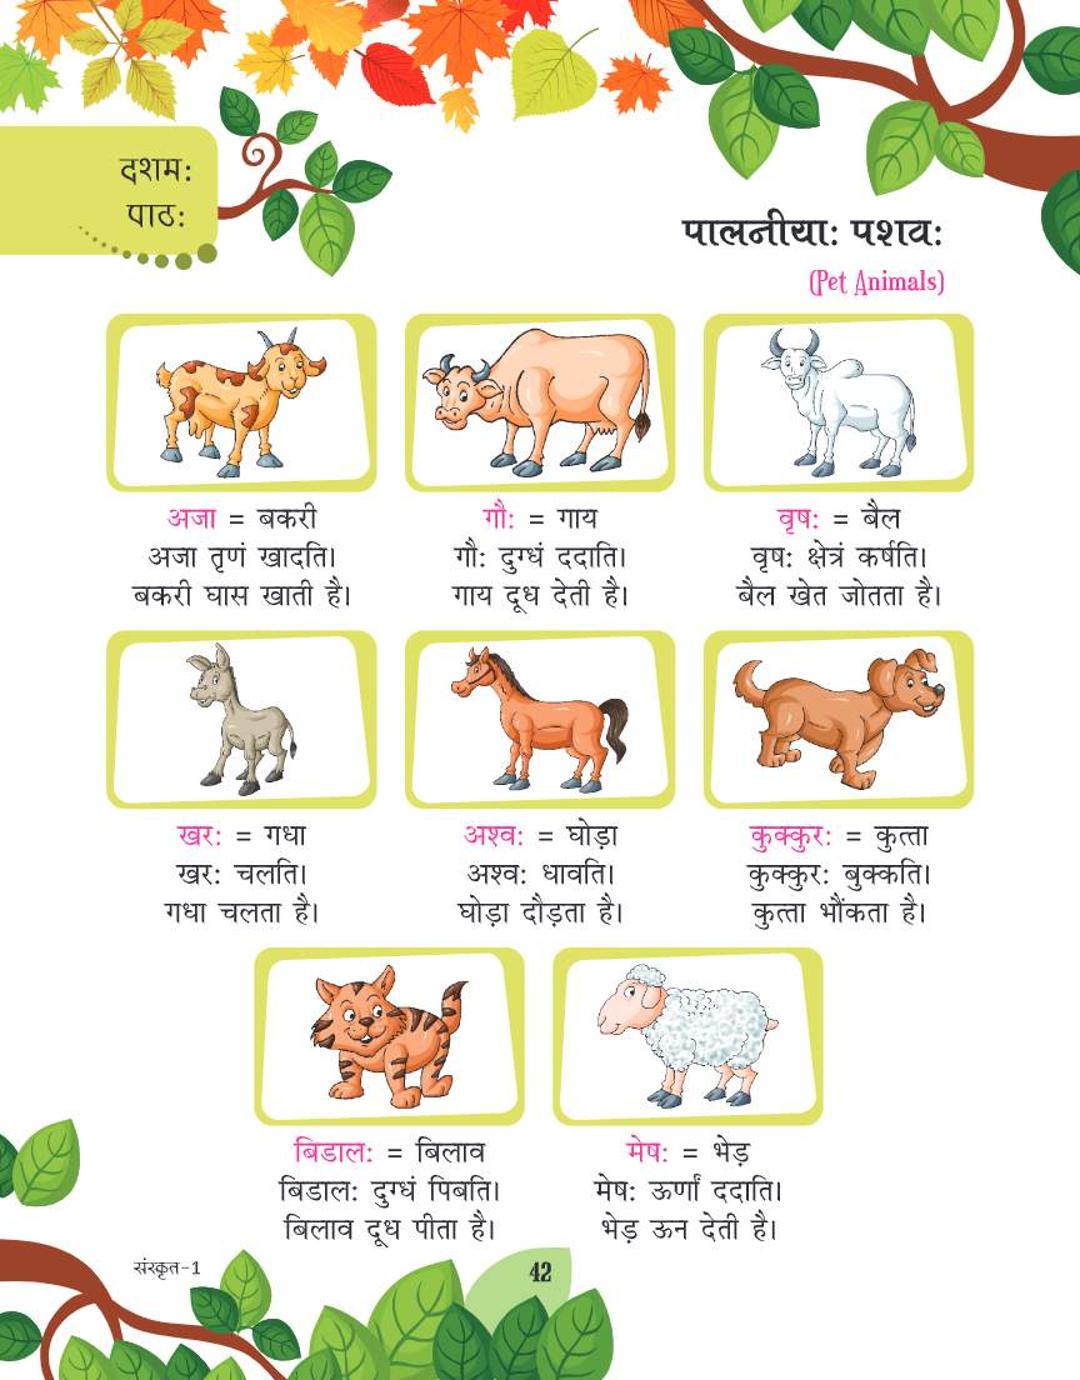 दशमः
पाठः
पालनीयाः पशवः
(Pet Animals)
अजा = बकरी
अजा तृणं खादति।
बकरी घास खाती है।
गौः = गाय
गौः दुग्धं ददाति।
गाय दूध देती है।
वृषः = बैल
वृषः क्षेत्रं कर्षति।
बैल खेत जोतता है।
खरः = गधा
खरः चलति।
गधा चलता है।
अश्वः = घोड़ा
अश्वः धावति।
घोड़ा दौड़ता है।
कुक्कुरः = कुत्ता
कुक्कुरः बुक्कति।
कुत्ता भौंकता है।
बिडालः = बिलाव
बिडालः दुग्धं पिबति।
बिलाव दूध पीता है।
मेषः = भेड़
मेषः ऊर्णां ददाति।
भेड़ ऊन देती है।
संस्कृत-1
42